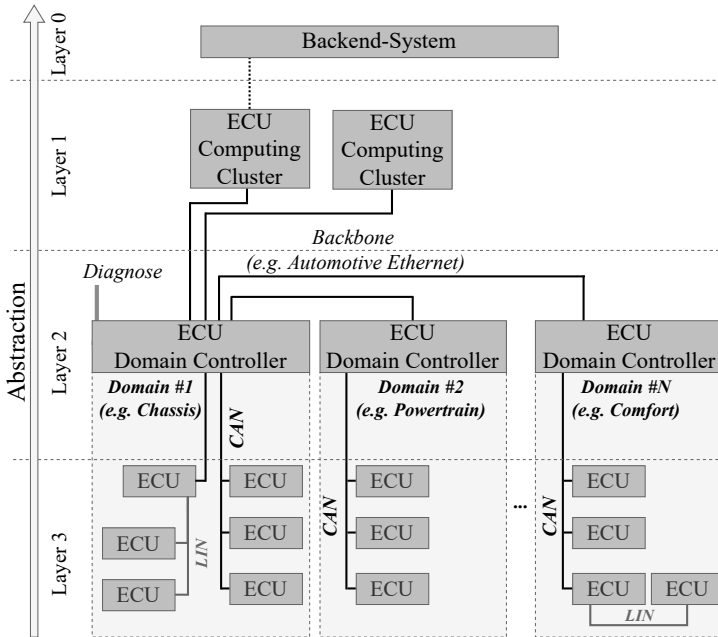 Abstraction
Layer 0
Backend-System
Layer 1
ECU
Computing
Cluster
ECU
Computing
Cluster
Backbone
(e.g. Automotive Ethernet)
Diagnose
Layer 2
ECU
Domain Controller
ECU
Domain Controller
ECU
Domain Controller
Domain #1
(e.g. Chassis)
Domain #2
(e.g. Powertrain)
Domain #N
(e.g. Comfort)
CAN
Layer 3
ECU
ECU
ECU
LIN
ECU
ECU
ECU
CAN
ECU
ECU
ECU
...
CAN
ECU
ECU
ECU
ECU
LIN